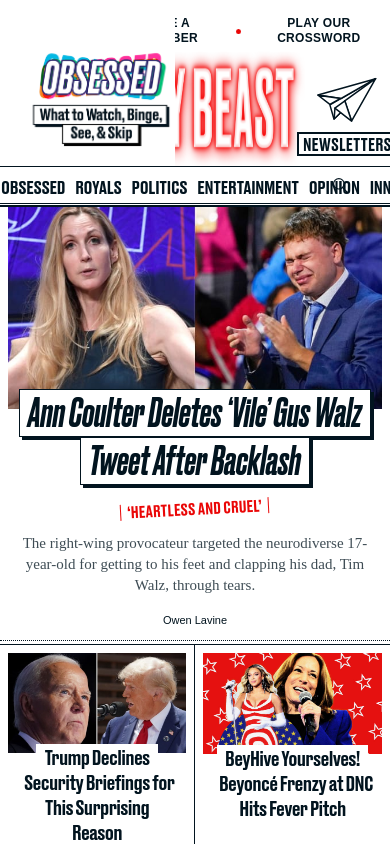 E A
BER
PLAY OUR
CROSSWORD
OBSESSED
What to Watch, Binge,
See, & Skip
Y BEAST
NEWSLETTERS
OBSESSED ROYALS POLITICS ENTERTAINMENT OPINION INN
Ann Coulter Deletes ‘Vile’ Gus Walz
Tweet After Backlash
‘HEARTLESS AND CRUEL’
The right-wing provocateur targeted the neurodiverse 17-
year-old for getting to his feet and clapping his dad, Tim
Walz, through tears.
Owen Lavine
Trump Declines
Security Briefings for
This Surprising
Reason
BeyHive Yourselves!
Beyoncé Frenzy at DNC
Hits Fever Pitch